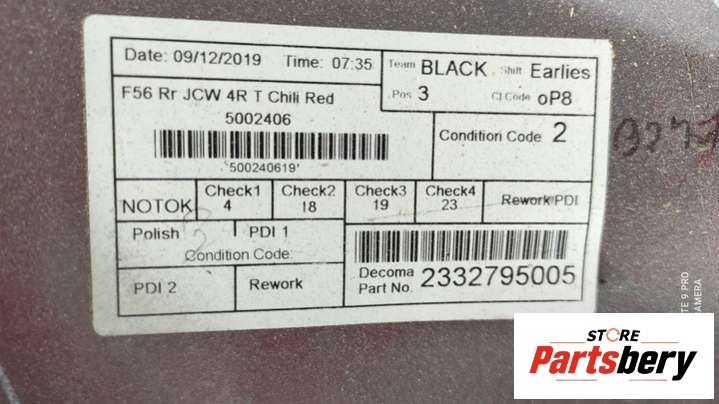 Date: 09/12/2019 Time: 07:35 Team BLACK Shift Earlies
Pos 3 CI Code oP8
F56 Rr JCW 4R T Chili Red
5002406
Condition Code 2
'500240619'
NOTOK Check1 4 Check2 18 Check3 19 Check4 23 Rework PDI
Polish PDI 1
Condition Code:
PDI 2 Rework
Decoma Part No. 2332795005
STORE
Partsbery